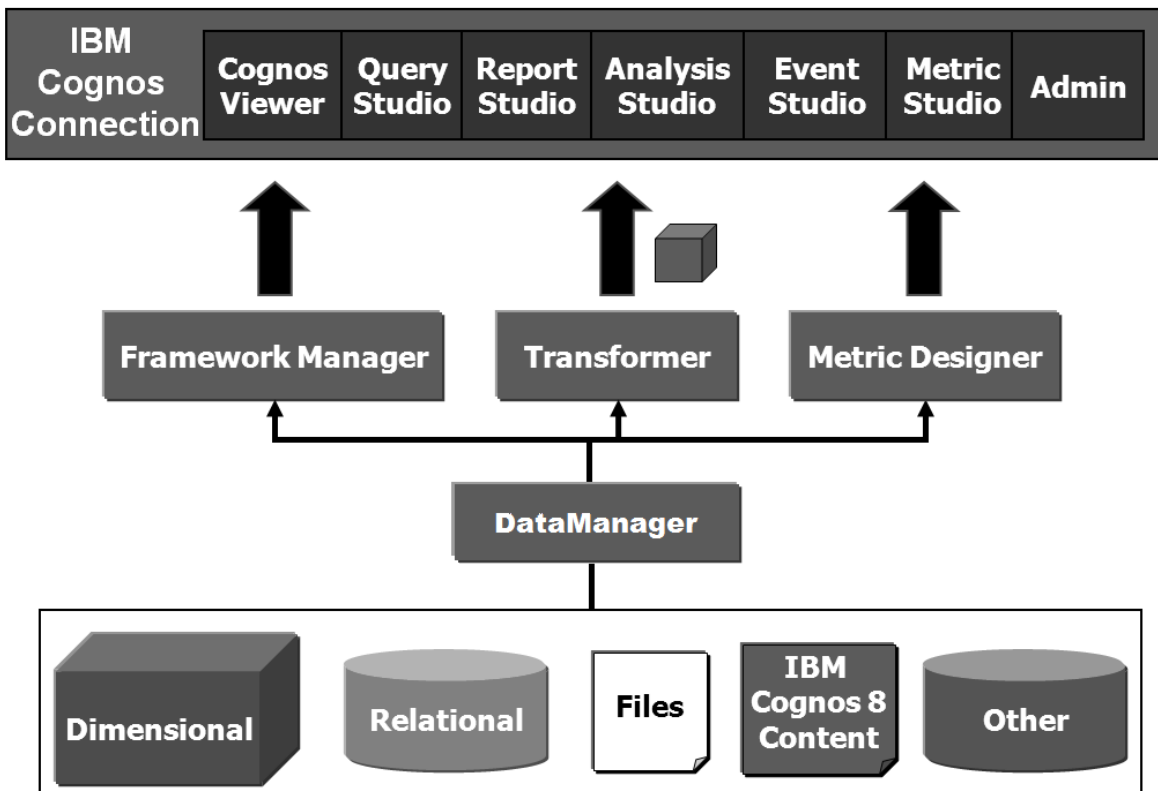 IBM
Cognos
Connection
Cognos
Viewer
Query
Studio
Report
Studio
Analysis
Studio
Event
Studio
Metric
Studio
Admin
Framework Manager
Transformer
Metric Designer
DataManager
Dimensional
Relational
Files
IBM
Cognos 8
Content
Other